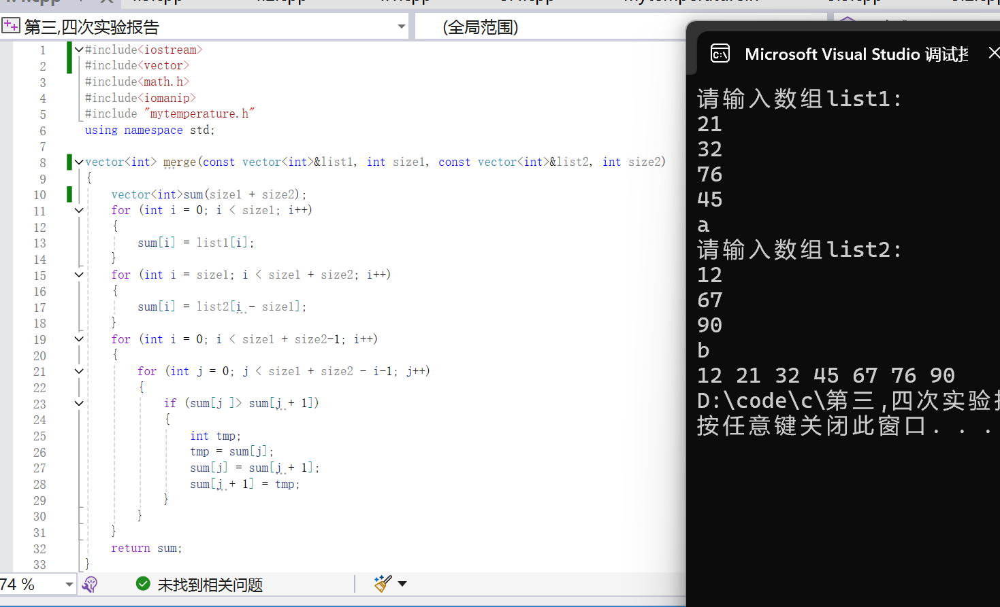 第三,四次实验报告
(全局范围)
1 #include<iostream>
2 #include<vector>
3 #include<math.h>
4 #include<iomanip>
5 #include "mytemperature.h"
6 using namespace std;
7
8 vector<int> merge(const vector<int>&list1, int size1, const vector<int>&list2, int size2)
9 {
10 vector<int>sum(size1 + size2);
11 for (int i = 0; i < size1; i++)
12 {
13 sum[i] = list1[i];
14 }
15 for (int i = size1; i < size1 + size2; i++)
16 {
17 sum[i] = list2[i - size1];
18 }
19 for (int i = 0; i < size1 + size2-1; i++)
20 {
21 for (int j = 0; j < size1 + size2 - i-1; j++)
22 {
23 if (sum[j ]> sum[j + 1])
24 {
25 int tmp;
26 tmp = sum[j];
27 sum[j] = sum[j + 1];
28 sum[j + 1] = tmp;
29 }
30 }
31 }
32 return sum;
33 }
74 %
未找到相关问题
Microsoft Visual Studio 调试控
请输入数组list1:
21
32
76
45
a
请输入数组list2:
12
67
90
b
12 21 32 45 67 76 90
D:\code\c\第三,四次实验报
按任意键关闭此窗口. . .